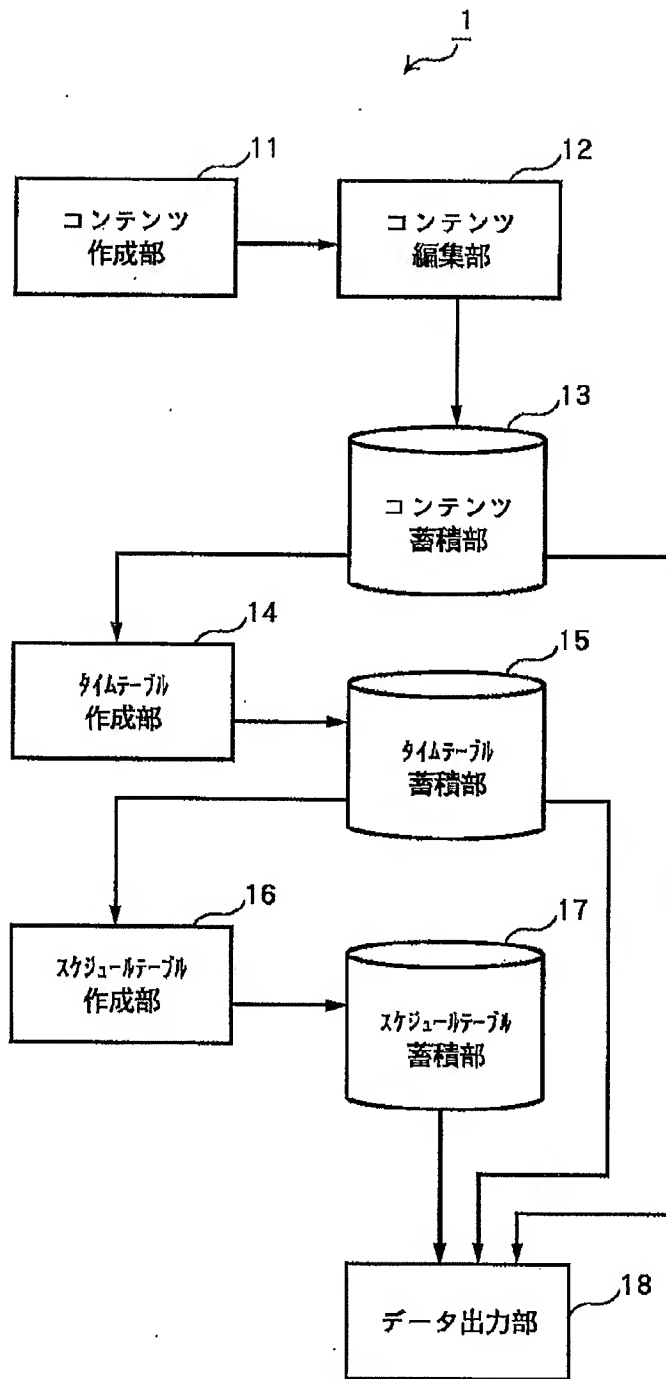 1
11
コンテンツ
作成部
12
コンテンツ
編集部
13
コンテンツ
蓄積部
14
タイムテーブル
作成部
15
タイムテーブル
蓄積部
16
スケジュールテーブル
作成部
17
スケジュールテーブル
蓄積部
データ出力部
18